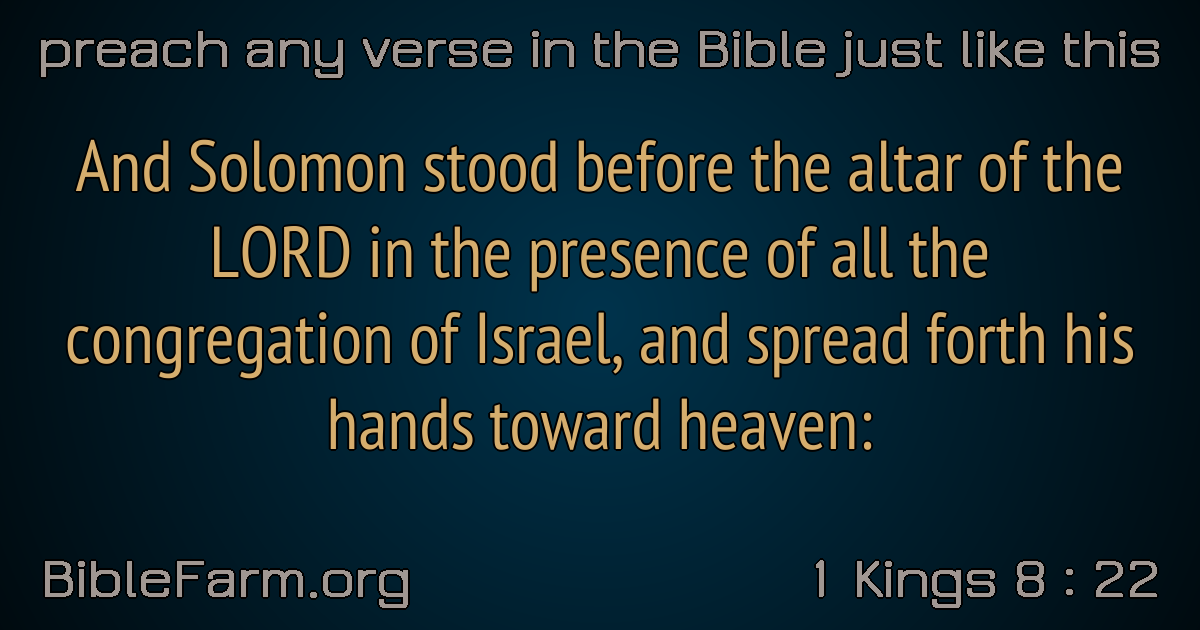 preach any verse in the Bible just like this
And Solomon stood before the altar of the
LORD in the presence of all the
congregation of Israel, and spread forth his
hands toward heaven:
BibleFarm.org
1 Kings 8 : 22